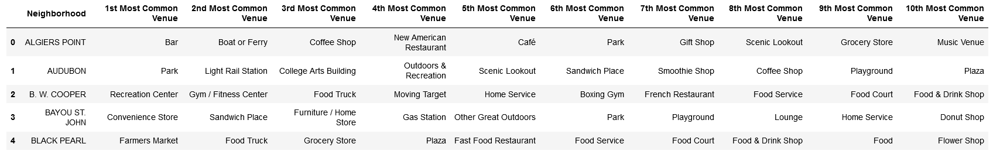 Neighborhood 1st Most Common Venue 2nd Most Common Venue 3rd Most Common Venue 4th Most Common Venue 5th Most Common Venue 6th Most Common Venue 7th Most Common Venue 8th Most Common Venue 9th Most Common Venue 10th Most Common Venue
0 ALGIERS POINT Bar Boat or Ferry Coffee Shop New American Restaurant Café Park Gift Shop Scenic Lookout Grocery Store Music Venue
1 AUDUBON Park Light Rail Station College Arts Building Outdoors & Recreation Scenic Lookout Sandwich Place Smoothie Shop Coffee Shop Playground Plaza
2 B. W. COOPER Recreation Center Gym / Fitness Center Food Truck Moving Target Home Service Boxing Gym French Restaurant Food Service Food Court Food & Drink Shop
3 BAYOU ST. JOHN Convenience Store Sandwich Place Furniture / Home Store Gas Station Other Great Outdoors Park Playground Lounge Home Service Donut Shop
4 BLACK PEARL Farmers Market Food Truck Grocery Store Plaza Fast Food Restaurant Food Service Food Court Food & Drink Shop Food Flower Shop